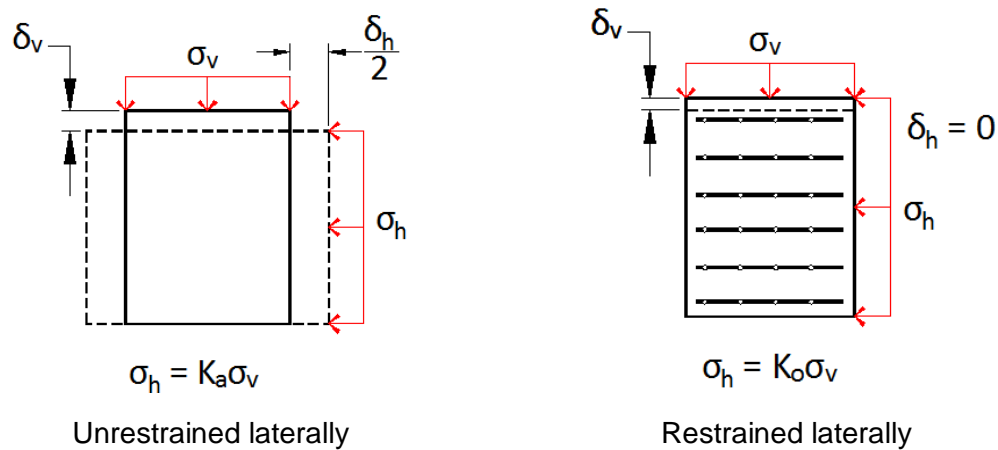 δᵥ
σᵥ
δₕ
2
σₕ
σₕ = Kₐσᵥ
Unrestrained laterally
δᵥ
σᵥ
δₕ = 0
σₕ
σₕ = Kₒσᵥ
Restrained laterally